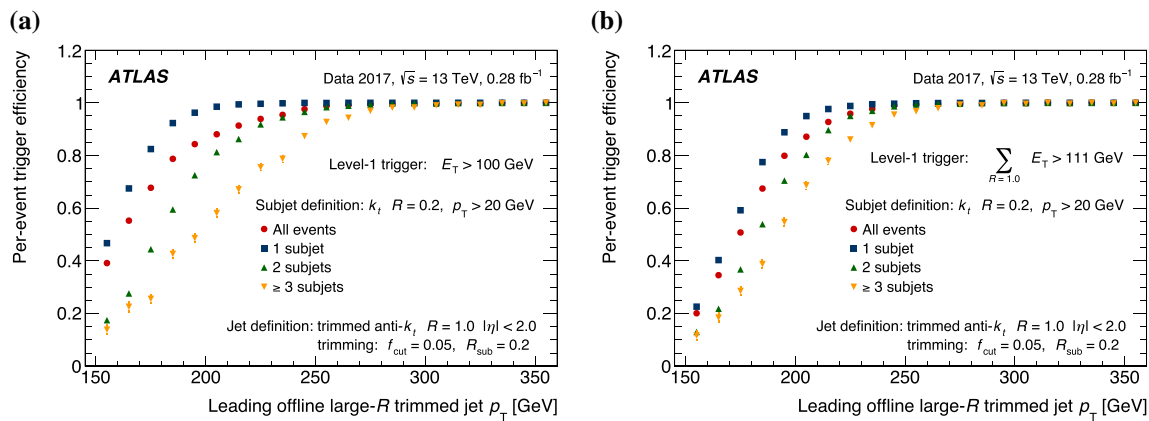 (a)
Per-event trigger efficiency
1.2
1
0.8
0.6
0.4
0.2
0
ATLAS
Data 2017, √s = 13 TeV, 0.28 fb⁻¹
Level-1 trigger: E_T > 100 GeV
Subjet definition: k_t R = 0.2, p_T > 20 GeV
All events
1 subjet
2 subjets
≥ 3 subjets
Jet definition: trimmed anti-k_t R = 1.0 |η| < 2.0
trimming: f_cut = 0.05, R_sub = 0.2
150 200 250 300 350
Leading offline large-R trimmed jet p_T [GeV]
(b)
Per-event trigger efficiency
1.2
1
0.8
0.6
0.4
0.2
0
ATLAS
Data 2017, √s = 13 TeV, 0.28 fb⁻¹
Level-1 trigger: ∑ E_T > 111 GeV
R = 1.0
Subjet definition: k_t R = 0.2, p_T > 20 GeV
All events
1 subjet
2 subjets
≥ 3 subjets
Jet definition: trimmed anti-k_t R = 1.0 |η| < 2.0
trimming: f_cut = 0.05, R_sub = 0.2
150 200 250 300 350
Leading offline large-R trimmed jet p_T [GeV]